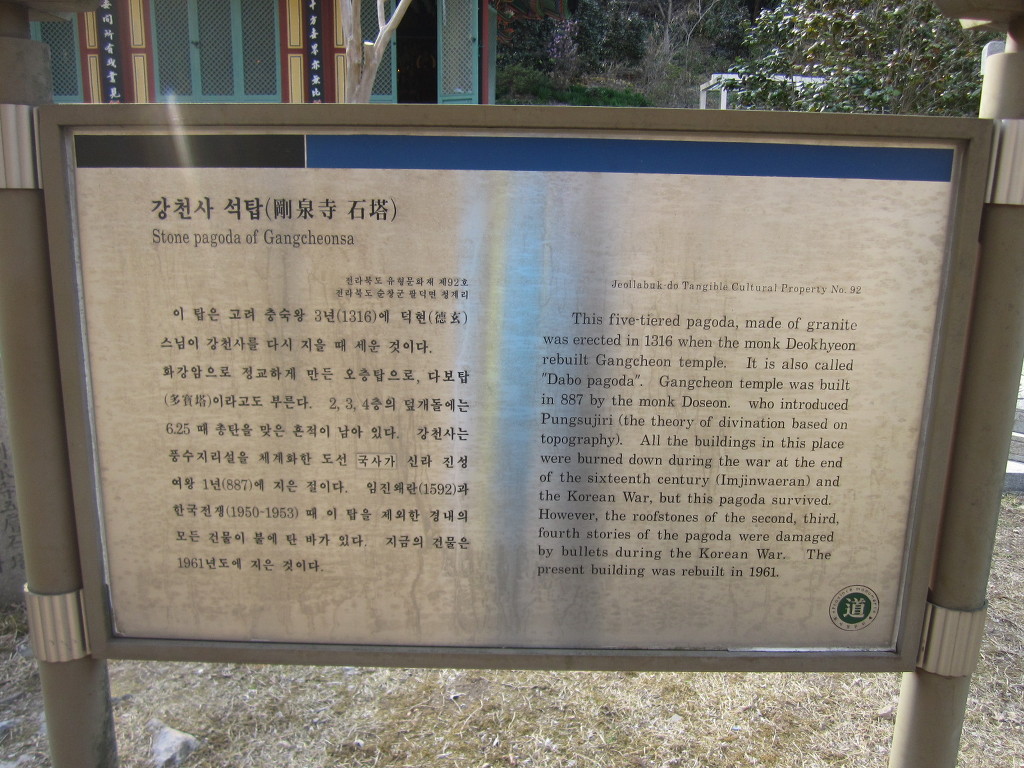 강천사 석탑(剛泉寺 石塔)
Stone pagoda of Gangcheonsa
전라북도 유형문화재 제92호
전라북도 순창군 팔덕면 청계리
이 탑은 고려 충숙왕 3년(1316)에 덕현(德玄)
스님이 강천사를 다시 지을 때 세운 것이다.
화강암으로 정교하게 만든 오층탑으로, 다보탑
(多寶塔)이라고도 부른다. 2, 3, 4층의 덮개돌에는
6.25 때 총탄을 맞은 흔적이 남아 있다. 강천사는
풍수지리설을 체계화한 도선 국사가 신라 진성
여왕 1년(887)에 지은 절이다. 임진왜란(1592)과
한국전쟁(1950-1953) 때 이 탑을 제외한 경내의
모든 건물이 불에 탄 바가 있다. 지금의 건물은
1961년도에 지은 것이다.
Jeollabuk-do Tangible Cultural Property No. 92
This five-tiered pagoda, made of granite
was erected in 1316 when the monk Deokhyeon
rebuilt Gangcheon temple. It is also called
"Dabo pagoda". Gangcheon temple was built
in 887 by the monk Doseon. who introduced
Pungsujiri (the theory of divination based on
topography). All the buildings in this place
were burned down during the war at the end
of the sixteenth century (Imjinwaeran) and
the Korean War, but this pagoda survived.
However, the roofstones of the second, third,
fourth stories of the pagoda were damaged
by bullets during the Korean War. The
present building was rebuilt in 1961.
道